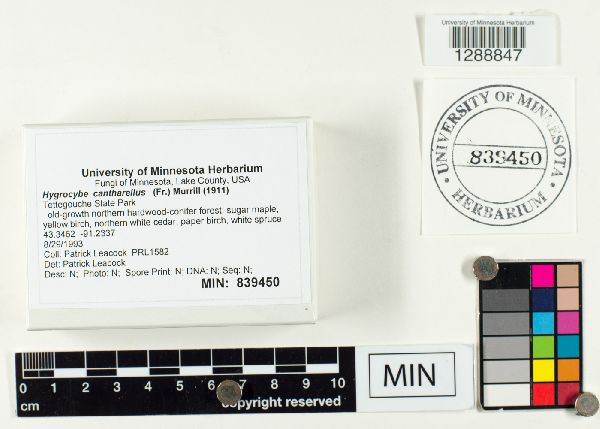 University of Minnesota Herbarium
1288847
UNIVERSITY OF MINNESOTA
839450
HERBARIUM
University of Minnesota Herbarium
Fungi of Minnesota, Lake County, USA
Hygrocybe cantharellus (Fr.) Murrill (1911)
Tettegouche State Park
old-growth northern hardwood-conifer forest, sugar maple,
yellow birch, northern white cedar, paper birch, white spruce
43.3452 -91.2337
8/29/1993
Coll: Patrick Leacock PRL1582
Det: Patrick Leacock
Desc: N; Photo: N; Spore Print: N; DNA: N; Seq: N;
MIN: 839450
0 1 2 3 4 5 6 7 8 9 10
cm
copyright reserved
MIN